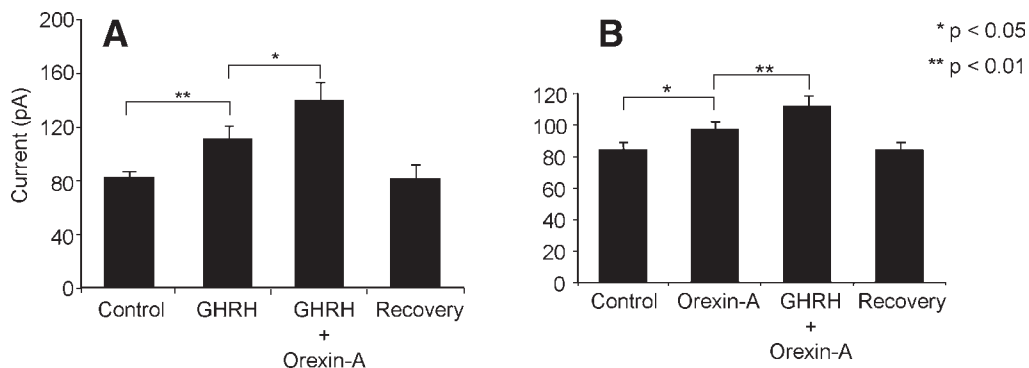 A
Current (pA)
200
160
120
80
40
0
**
*
Control
GHRH
GHRH
+
Orexin-A
Recovery
B
* p < 0.05
** p < 0.01
120
100
80
60
40
20
0
*
**
Control
Orexin-A
GHRH
+
Orexin-A
Recovery